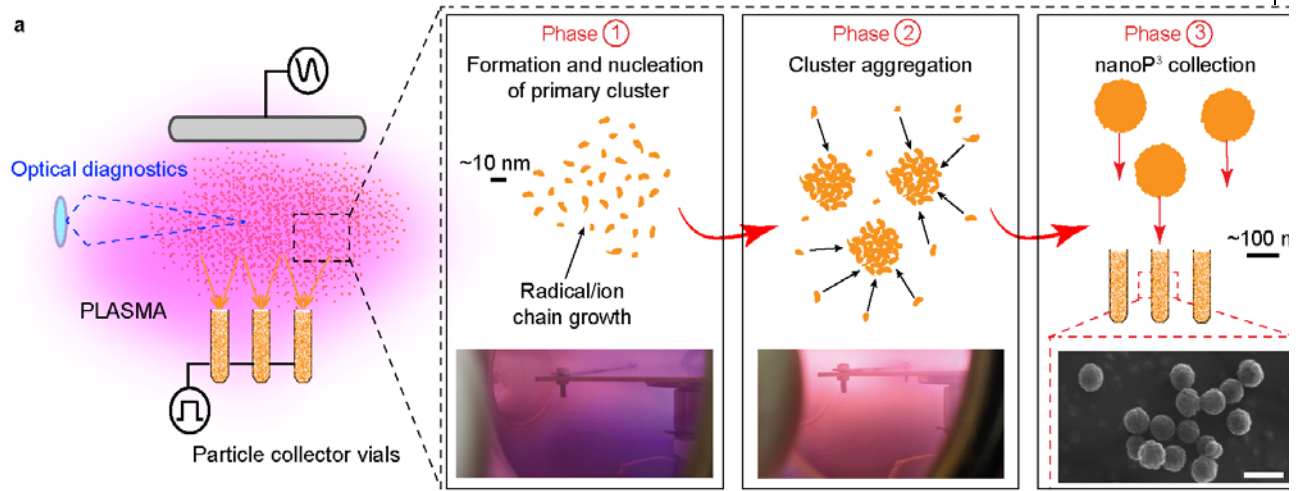 a
Optical diagnostics
PLASMA
Particle collector vials
Phase 1
Formation and nucleation
of primary cluster
~10 nm
Radical/ion
chain growth
Phase 2
Cluster aggregation
Phase 3
nanoP³ collection
~100 n